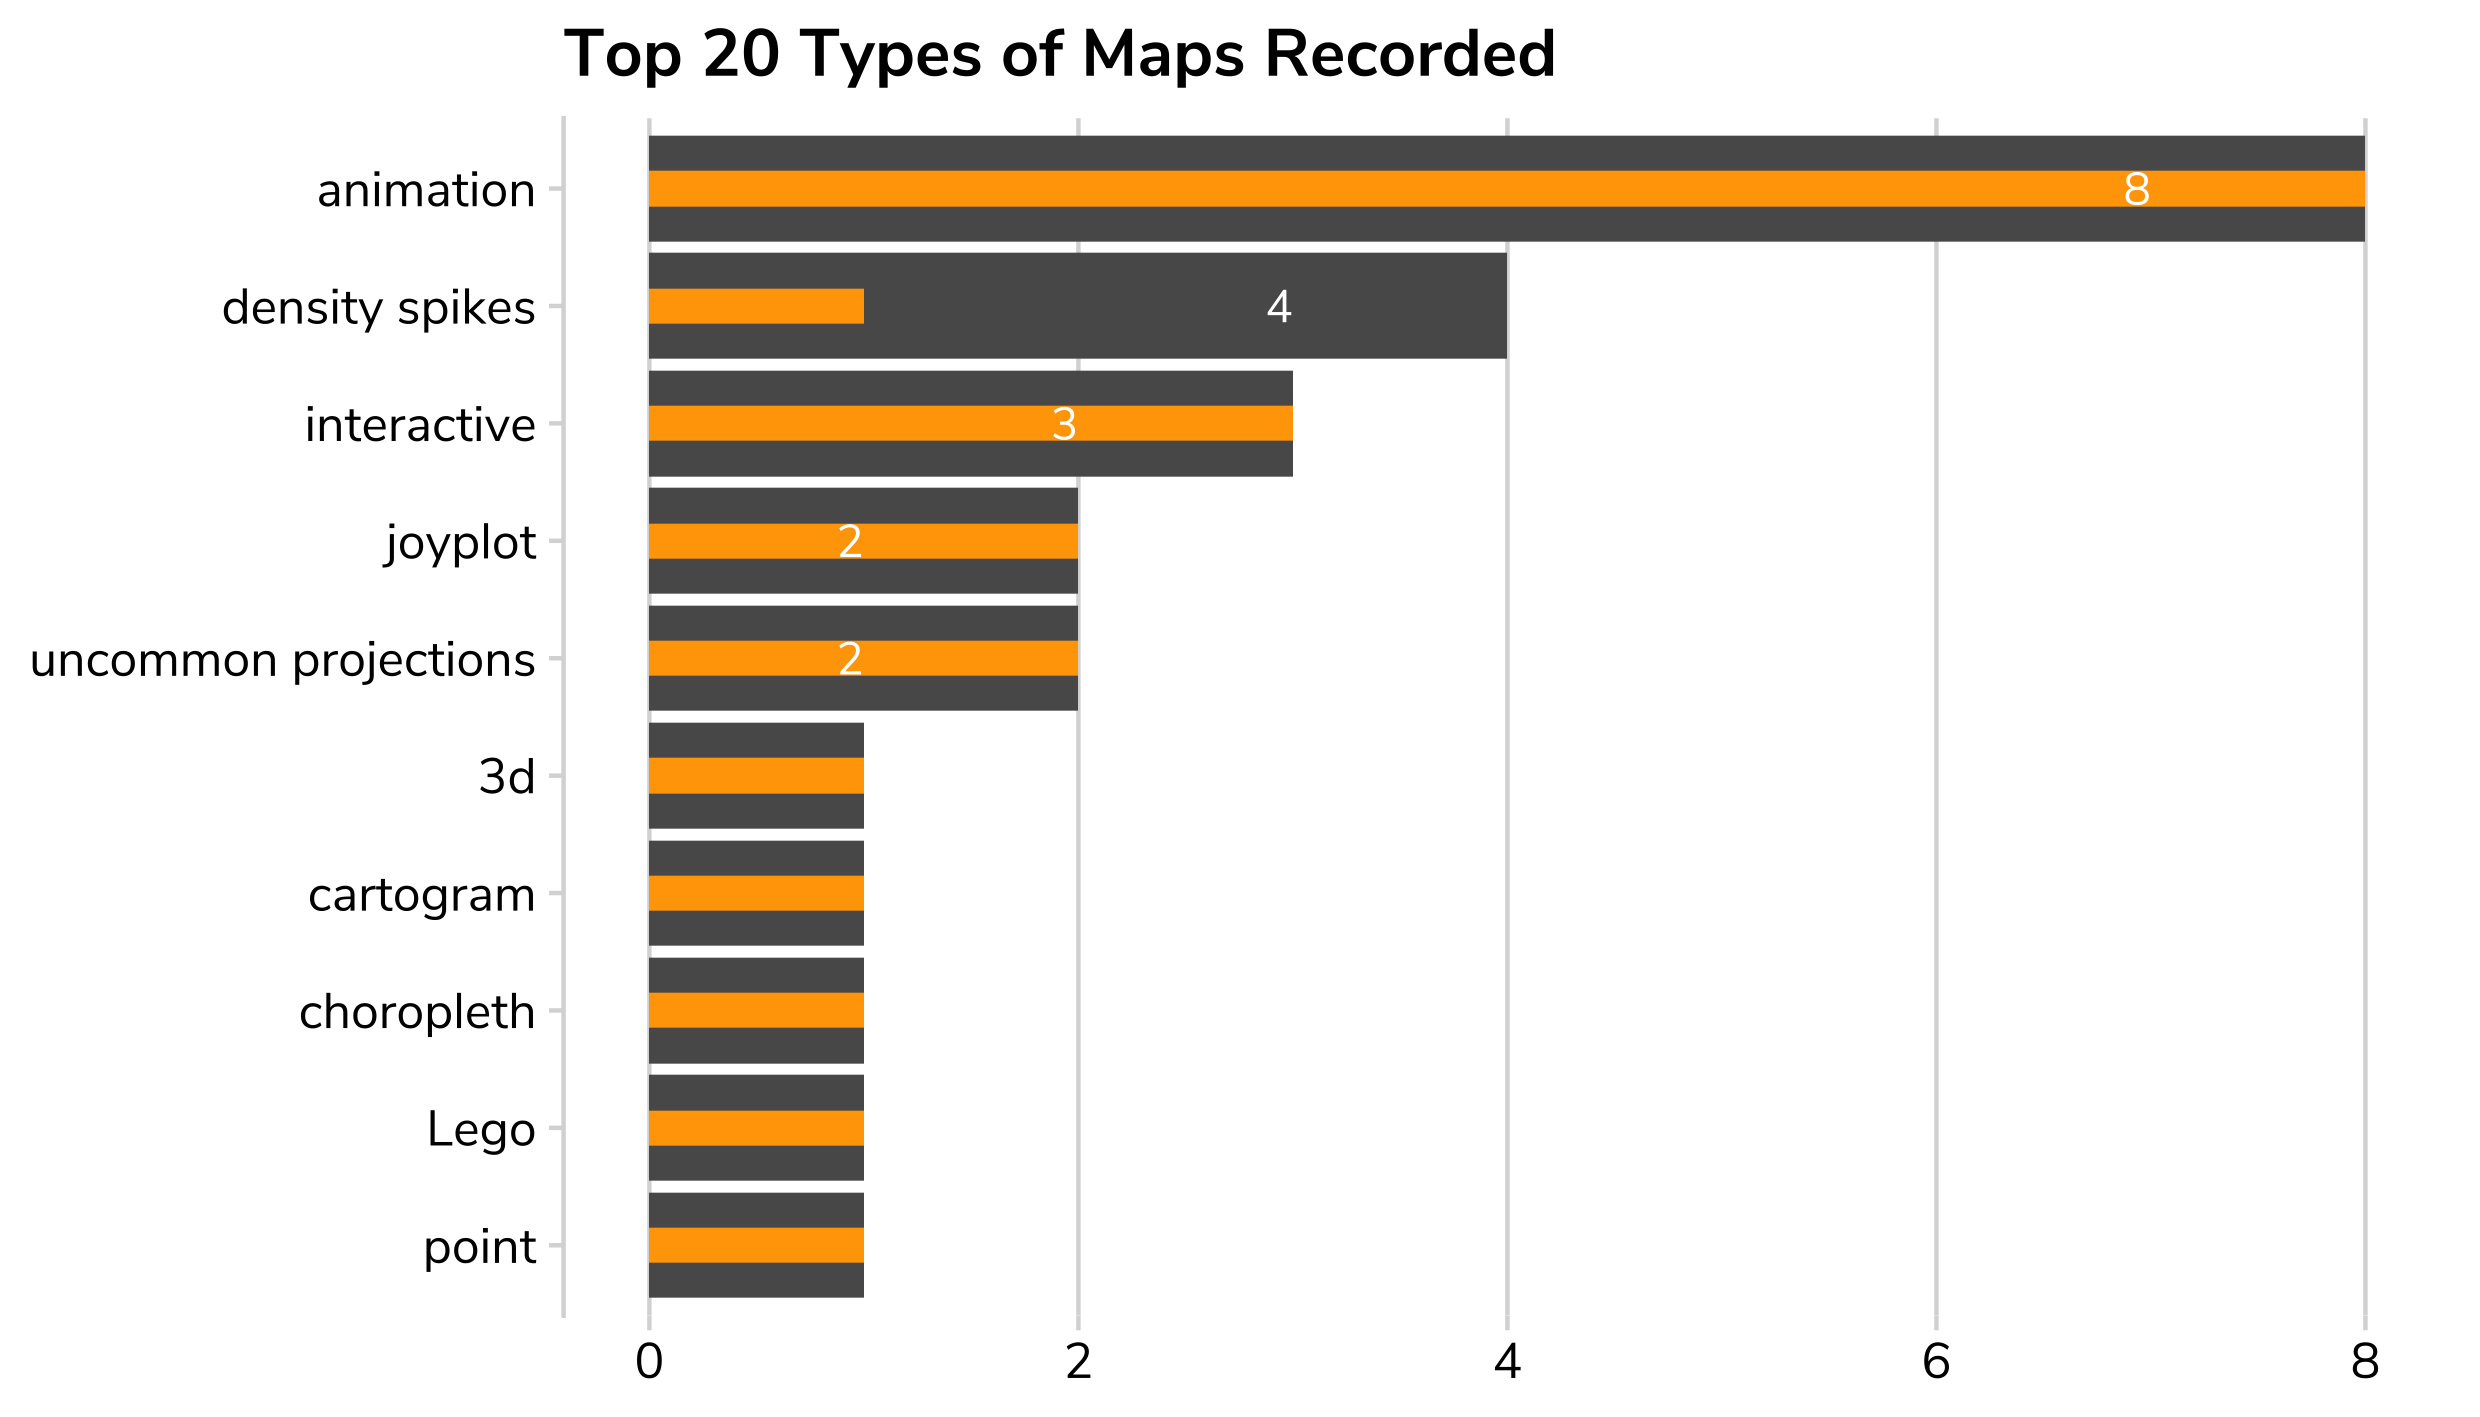 Top 20 Types of Maps Recorded
animation
8
density spikes
4
interactive
3
joyplot
2
uncommon projections
2
3d
cartogram
choropleth
Lego
point
0 2 4 6 8